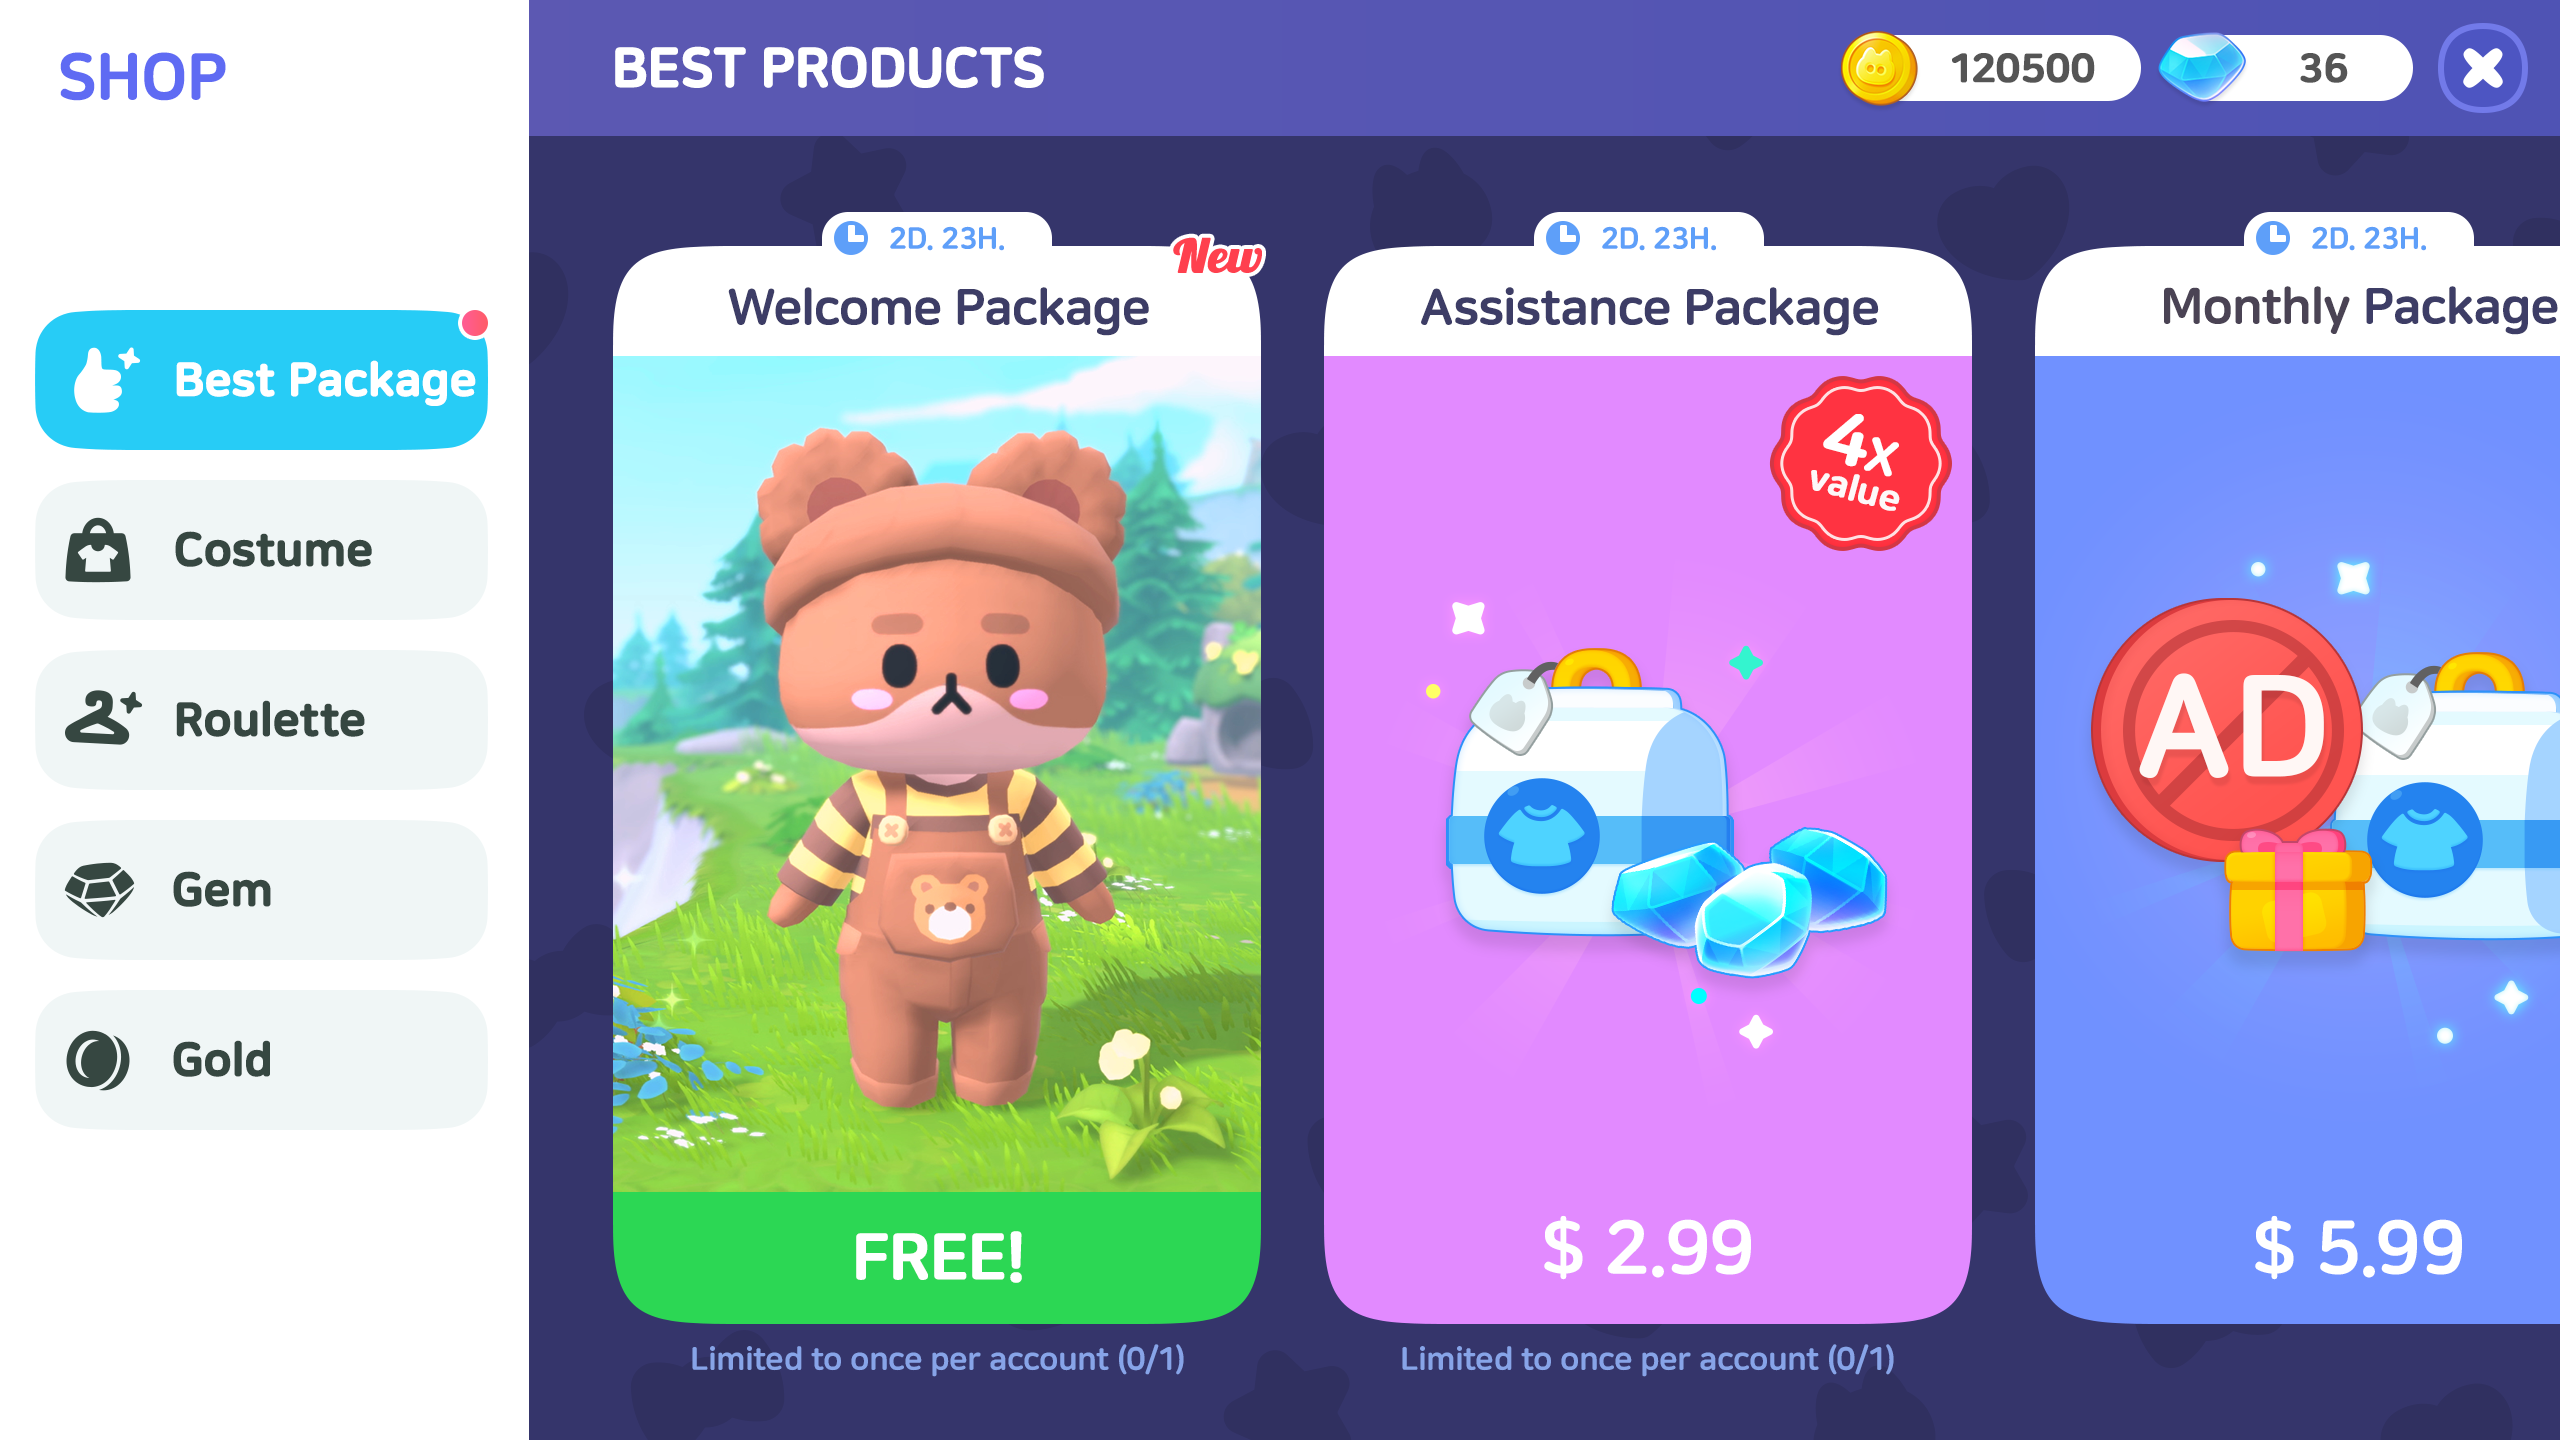 SHOP
Best Package
Costume
Roulette
Gem
Gold
BEST PRODUCTS
120500
36
2D. 23H.
New
Welcome Package
FREE!
Limited to once per account (0/1)
2D. 23H.
Assistance Package
4x
value
$ 2.99
Limited to once per account (0/1)
2D. 23H.
Monthly Package
AD
$ 5.99